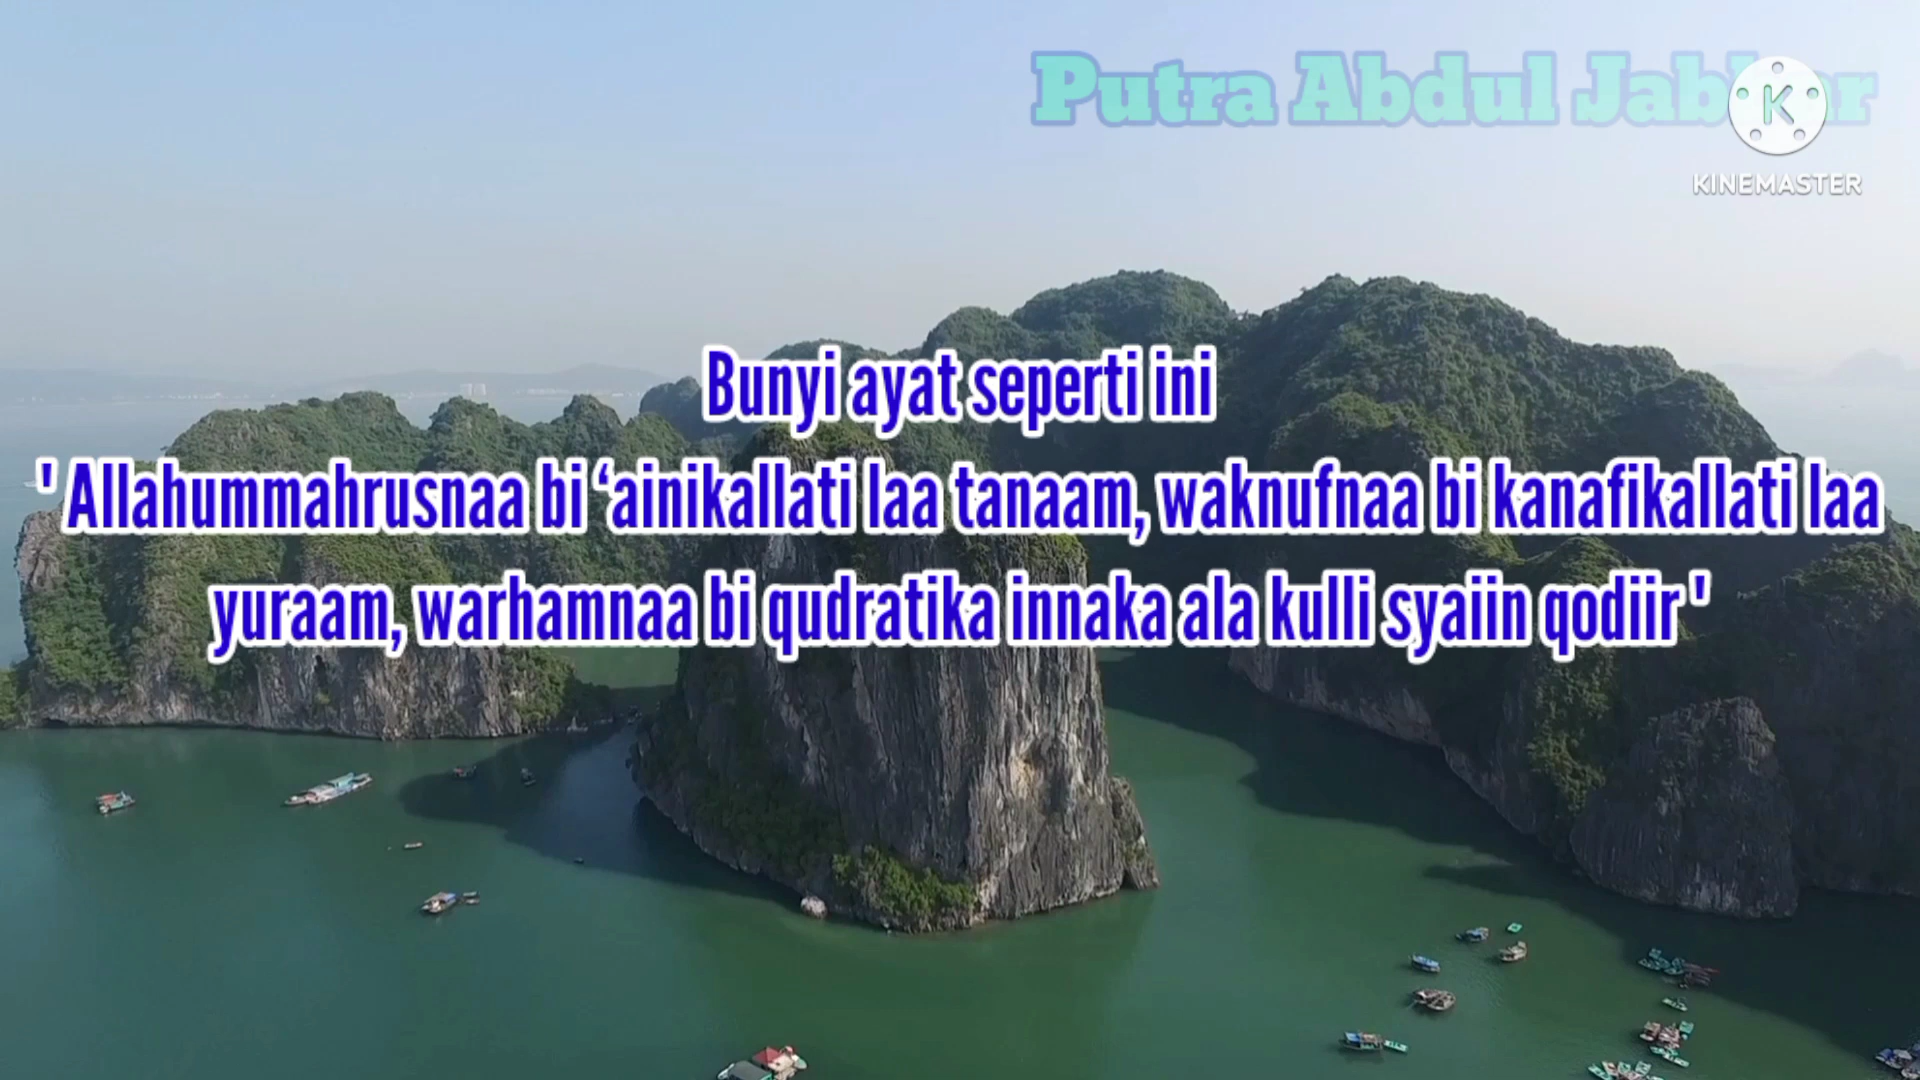 Putra Abdul
KINEMASTER
Bunyi ayat seperti ini
' Allahummahrusnaa bi ‘ainikallati laa tanaam, waknufnaa bi kanafikallati laa
yuraam, warhamnaa bi qudratika innaka ala kulli syaiin qodiir '